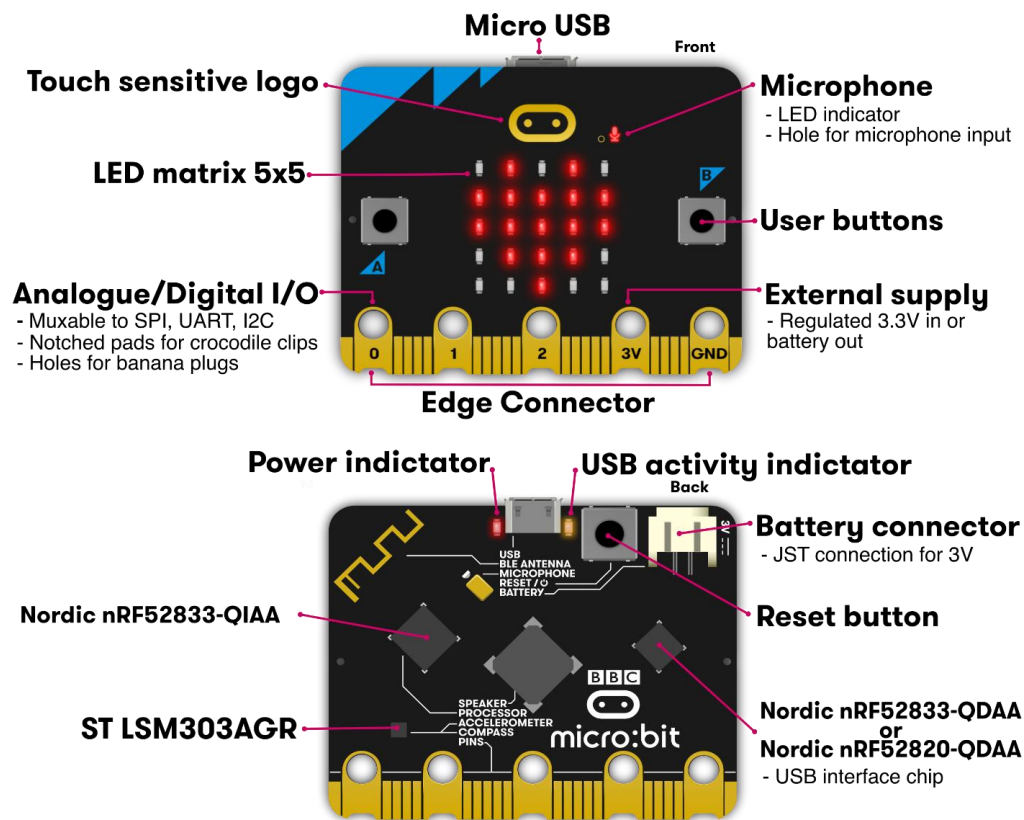 Micro USB
Front
Touch sensitive logo
Microphone
- LED indicator
- Hole for microphone input
LED matrix 5x5
B
User buttons
A
Analogue/Digital I/O
- Muxable to SPI, UART, I2C
- Notched pads for crocodile clips
- Holes for banana plugs
External supply
- Regulated 3.3V in or
battery out
0 1 2 3V GND
Edge Connector
Power indictator
USB activity indictator
Back
Battery connector
- JST connection for 3V
3V
USB
BLE ANTENNA
MICROPHONE
RESET/⏻
BATTERY
Nordic nRF52833-QIAA
Reset button
BBC
micro:bit
SPEAKER
PROCESSOR
ACCELEROMETER
COMPASS
PINS
ST LSM303AGR
Nordic nRF52833-QDAA
or
Nordic nRF52820-QDAA
- USB interface chip